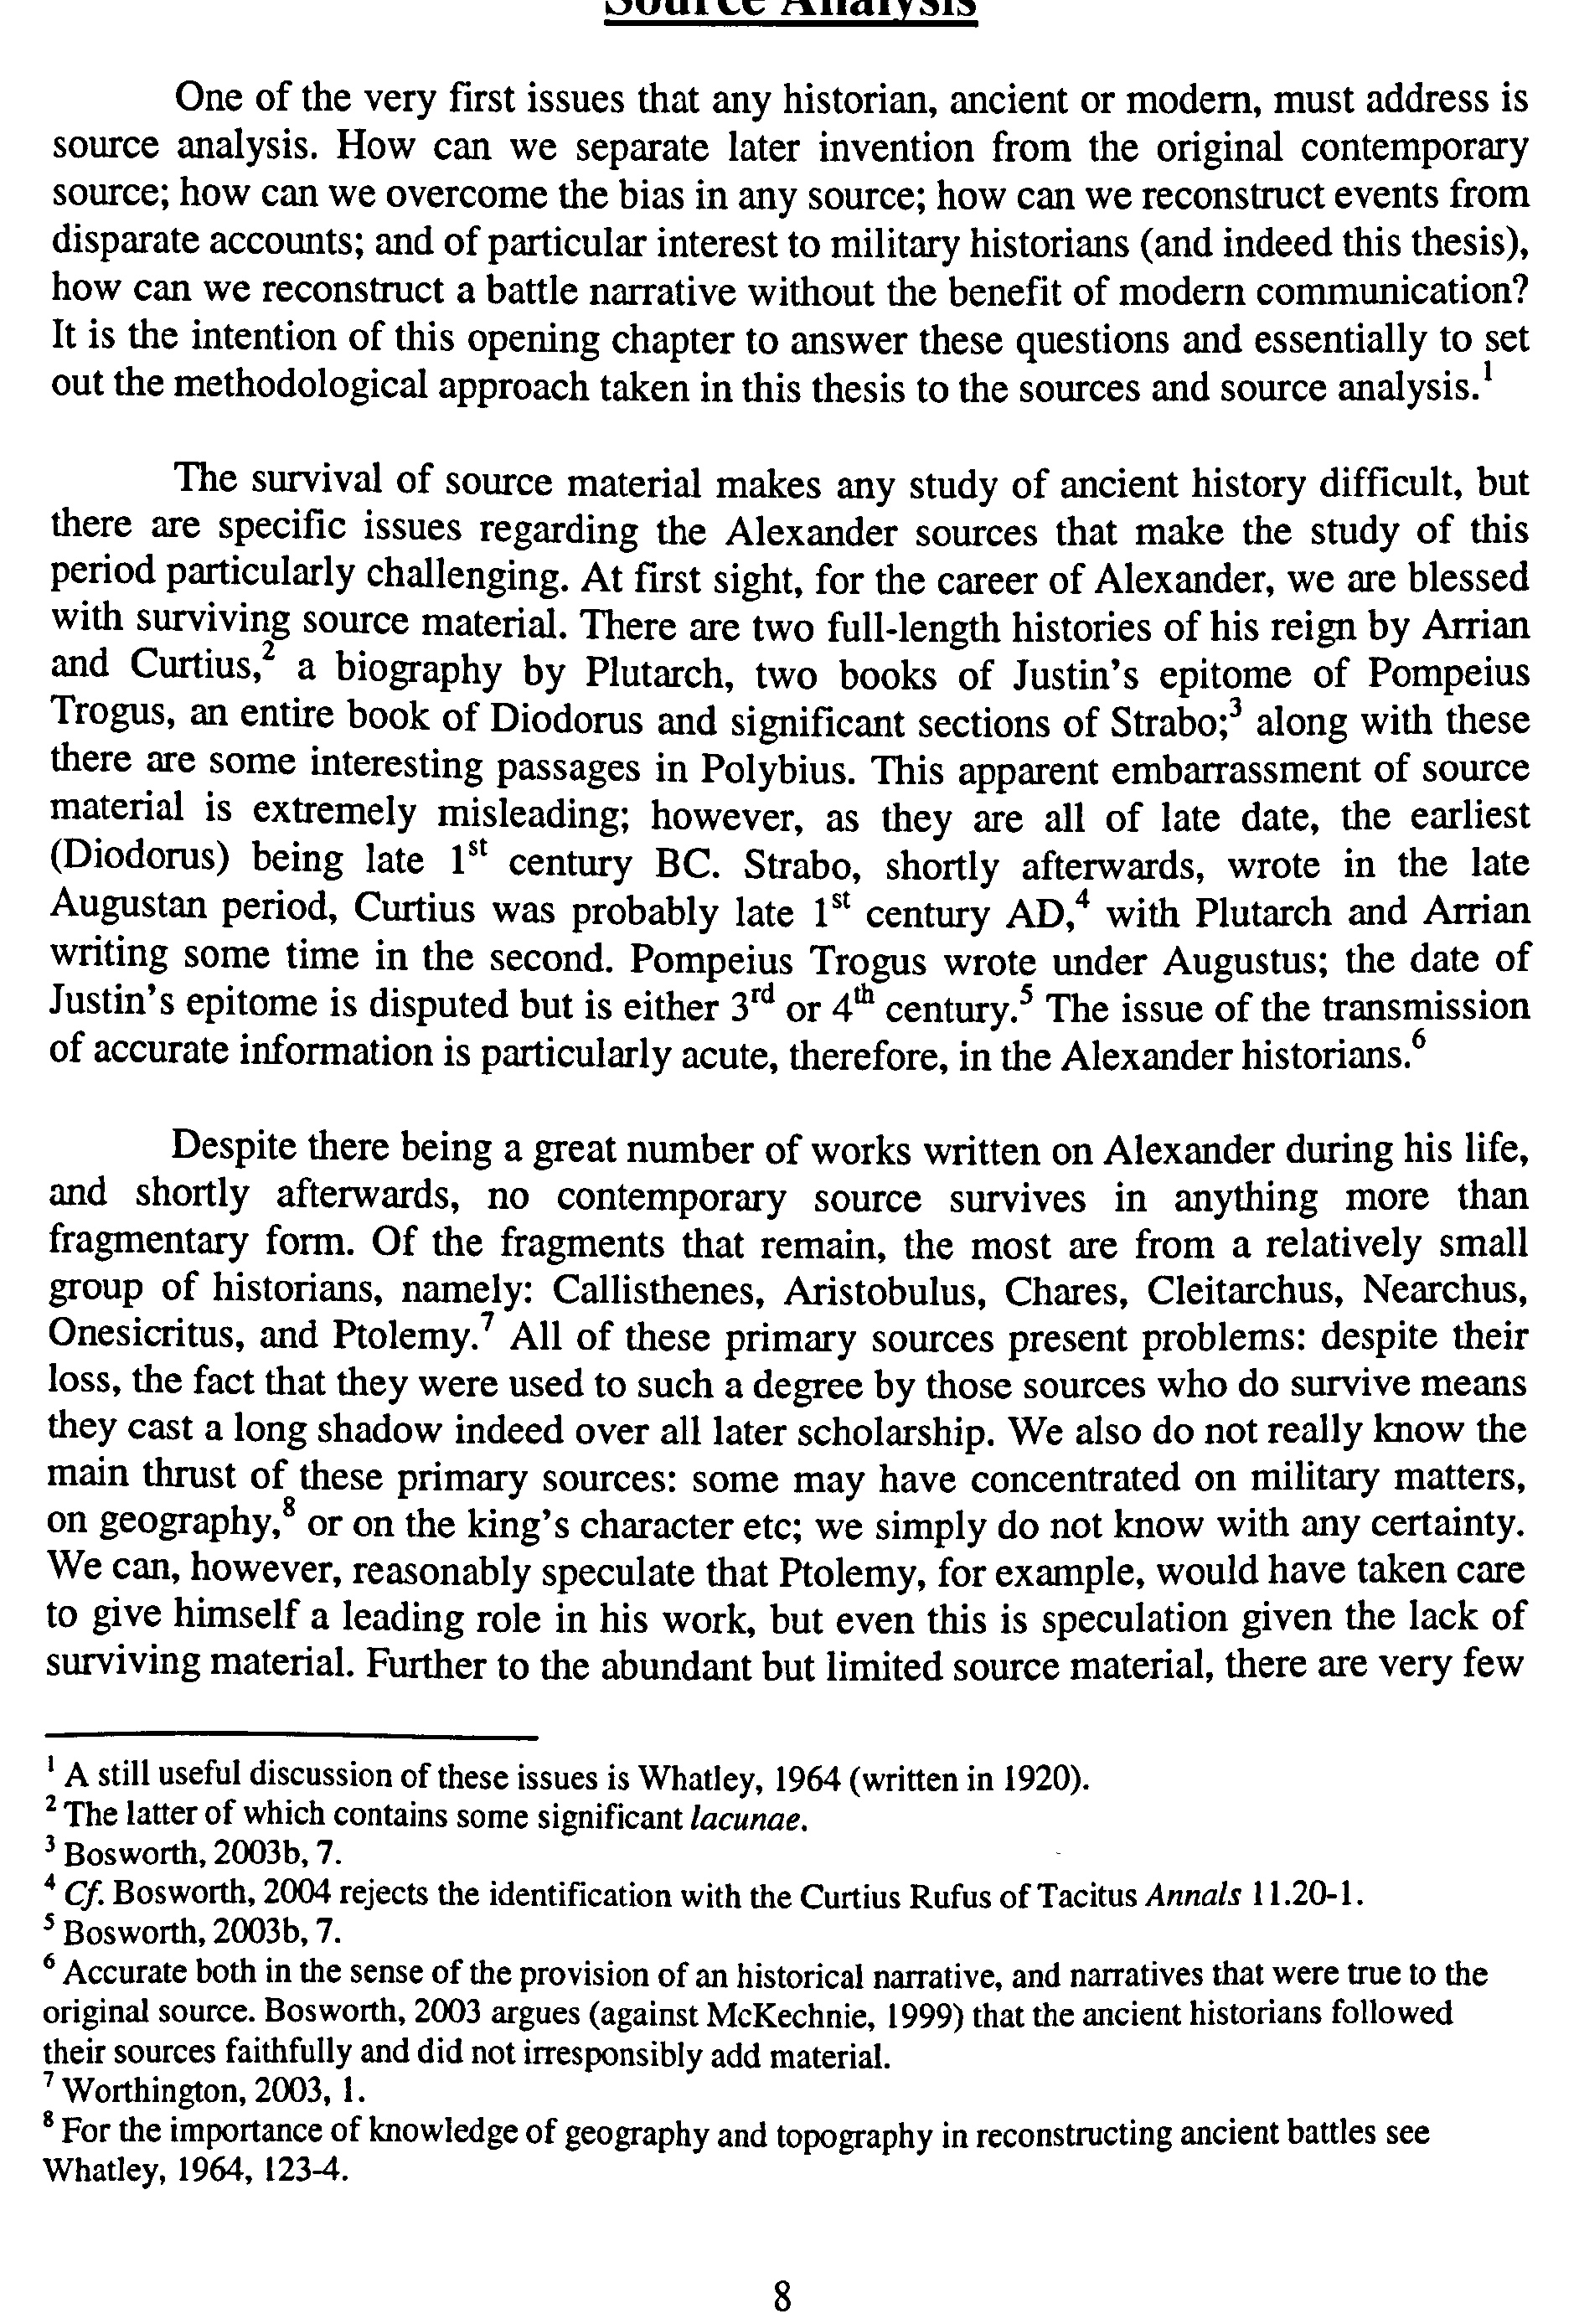 Source Analysis
One of the very first issues that any historian, ancient or modern, must address is
source analysis. How can we separate later invention from the original contemporary
source; how can we overcome the bias in any source; how can we reconstruct events from
disparate accounts; and of particular interest to military historians (and indeed this thesis),
how can we reconstruct a battle narrative without the benefit of modern communication?
It is the intention of this opening chapter to answer these questions and essentially to set
out the methodological approach taken in this thesis to the sources and source analysis.¹
The survival of source material makes any study of ancient history difficult, but
there are specific issues regarding the Alexander sources that make the study of this
period particularly challenging. At first sight, for the career of Alexander, we are blessed
with surviving source material. There are two full-length histories of his reign by Arrian
and Curtius,² a biography by Plutarch, two books of Justin's epitome of Pompeius
Trogus, an entire book of Diodorus and significant sections of Strabo;³ along with these
there are some interesting passages in Polybius. This apparent embarrassment of source
material is extremely misleading; however, as they are all of late date, the earliest
(Diodorus) being late 1st century BC. Strabo, shortly afterwards, wrote in the late
Augustan period, Curtius was probably late 1st century AD,⁴ with Plutarch and Arrian
writing some time in the second. Pompeius Trogus wrote under Augustus; the date of
Justin's epitome is disputed but is either 3rd or 4th century.⁵ The issue of the transmission
of accurate information is particularly acute, therefore, in the Alexander historians.⁶
Despite there being a great number of works written on Alexander during his life,
and shortly afterwards, no contemporary source survives in anything more than
fragmentary form. Of the fragments that remain, the most are from a relatively small
group of historians, namely: Callisthenes, Aristobulus, Chares, Cleitarchus, Nearchus,
Onesicritus, and Ptolemy.⁷ All of these primary sources present problems: despite their
loss, the fact that they were used to such a degree by those sources who do survive means
they cast a long shadow indeed over all later scholarship. We also do not really know the
main thrust of these primary sources: some may have concentrated on military matters,
on geography,⁸ or on the king's character etc; we simply do not know with any certainty.
We can, however, reasonably speculate that Ptolemy, for example, would have taken care
to give himself a leading role in his work, but even this is speculation given the lack of
surviving material. Further to the abundant but limited source material, there are very few
¹ A still useful discussion of these issues is Whatley, 1964 (written in 1920).
² The latter of which contains some significant lacunae.
³ Bosworth, 2003b, 7.
⁴ Cf. Bosworth, 2004 rejects the identification with the Curtius Rufus of Tacitus Annals 11.20-1.
⁵ Bosworth, 2003b, 7.
⁶ Accurate both in the sense of the provision of an historical narrative, and narratives that were true to the
original source. Bosworth, 2003 argues (against McKechnie, 1999) that the ancient historians followed
their sources faithfully and did not irresponsibly add material.
⁷ Worthington, 2003, 1.
⁸ For the importance of knowledge of geography and topography in reconstructing ancient battles see
Whatley, 1964, 123-4.
8